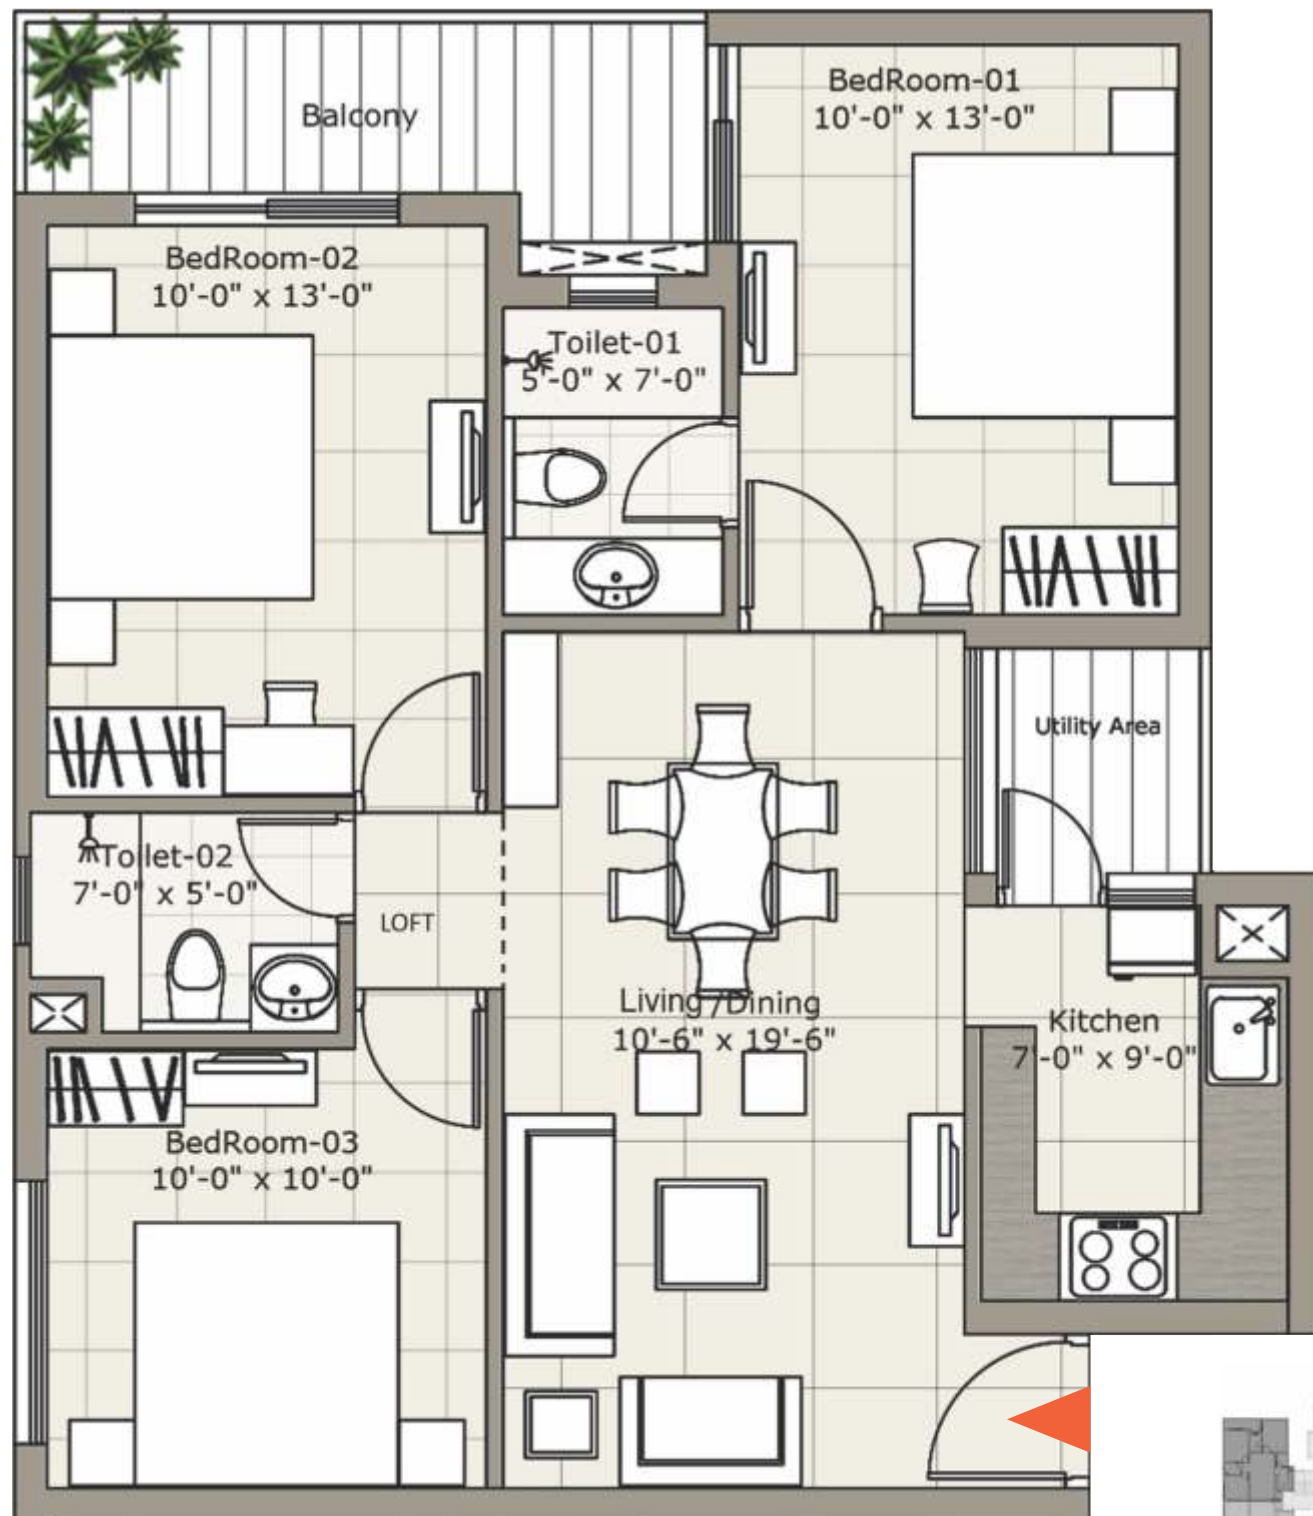 BedRoom-01
10'-0" x 13'-0"
Balcony
BedRoom-02
10'-0" x 13'-0"
Toilet-01
5'-0" x 7'-0"
Utility Area
Toilet-02
7'-0" x 5'-0"
LOFT
Living/Dining
10'-6" x 19'-6"
Kitchen
7'-0" x 9'-0"
BedRoom-03
10'-0" x 10'-0"